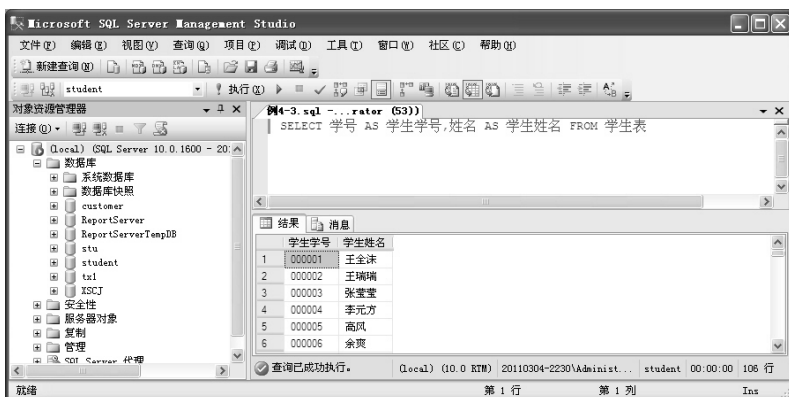 Microsoft SQL Server Management Studio
文件(F) 编辑(E) 视图(V) 查询(Q) 项目(P) 调试(D) 工具(T) 窗口(W) 社区(C) 帮助(H)
新建查询(N)
student 执行(X)
对象资源管理器
连接(O)
(local) (SQL Server 10.0.1600 - 20
数据库
系统数据库
数据库快照
customer
ReportServer
ReportServerTempDB
stu
student
tx1
XSCJ
安全性
服务器对象
复制
管理
SQL Server 代理
例4-3.sql -...rator (53))
SELECT 学号 AS 学生学号,姓名 AS 学生姓名 FROM 学生表
结果 消息
学生学号 学生姓名
1 000001 王全沫
2 000002 王瑞瑞
3 000003 张莹莹
4 000004 李元方
5 000005 高风
6 000006 余爽
查询已成功执行。 (local) (10.0 RTM) 20110304-2230\Administ... student 00:00:00 106 行
就绪 第 1 行 第 1 列 Ins